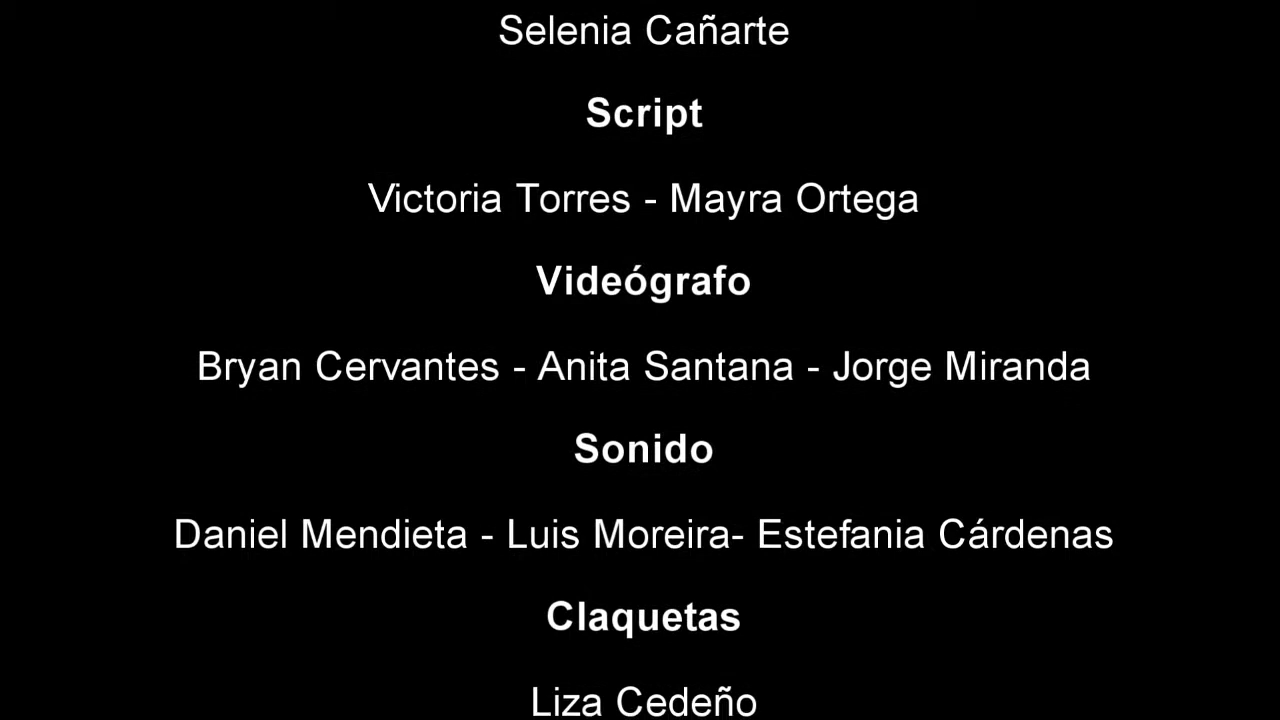 Selenia Cañarte
Script
Victoria Torres - Mayra Ortega
Videógrafo
Bryan Cervantes - Anita Santana - Jorge Miranda
Sonido
Daniel Mendieta - Luis Moreira- Estefania Cárdenas
Claquetas
Liza Cedeño